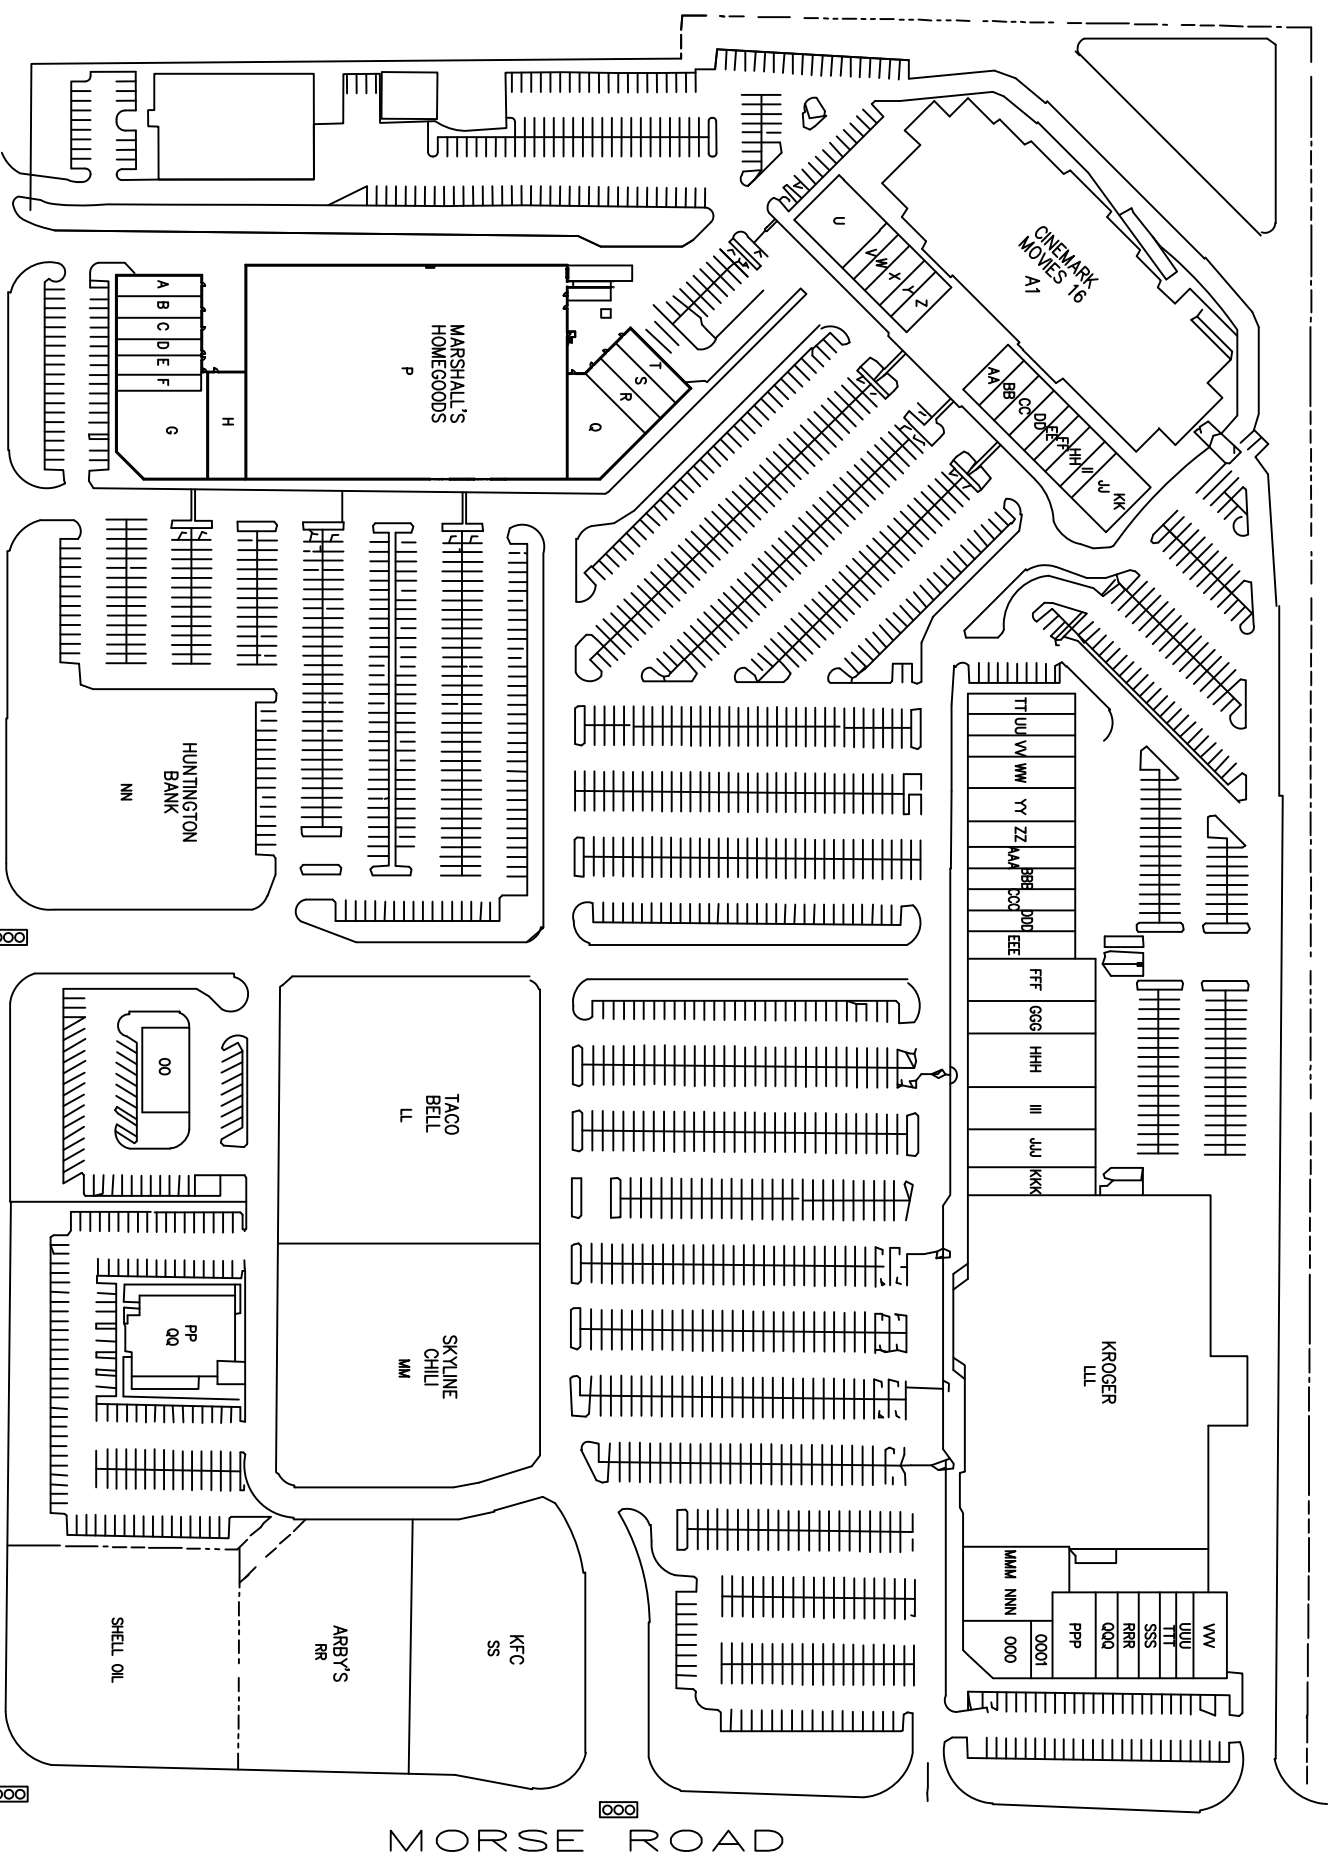 CINEMARK
MOVIES 16
A1
U
V
W
X
Y
Z
AA
BB
CC
DD
EE
FF
HH
II
JJ
KK
A
B
C
D
E
F
G
H
MARSHALL'S
HOMEGOODS
P
T
S
R
Q
HUNTINGTON
BANK
NN
TT
UU
VV
WW
YY
ZZ
AAA
BBB
CCC
DDD
EEE
FFF
GGG
HHH
III
JJJ
KKK
OO
TACO
BELL
LL
PP
QQ
SKYLINE
CHILI
MM
KROGER
LLL
MMM NNN
OOO
OOO1
PPP
QQQ
RRR
SSS
TTT
UUU
VVV
SHELL OIL
ARBY'S
RR
KFC
SS
MORSE ROAD